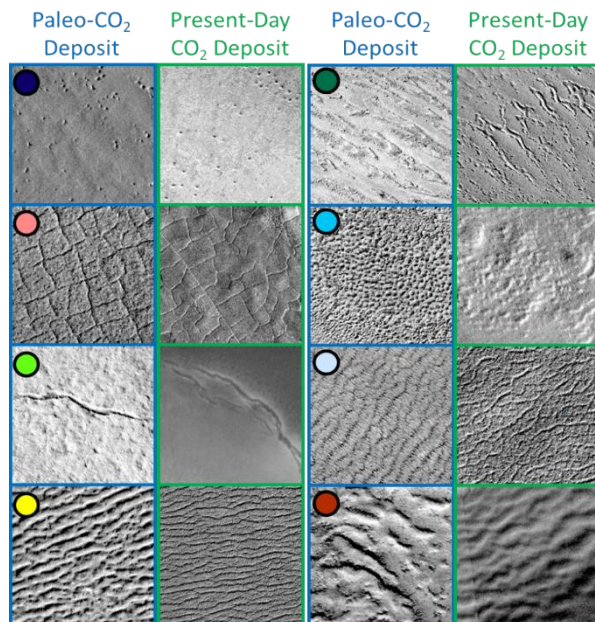 Paleo-CO₂
Deposit
Present-Day
CO₂ Deposit
Paleo-CO₂
Deposit
Present-Day
CO₂ Deposit